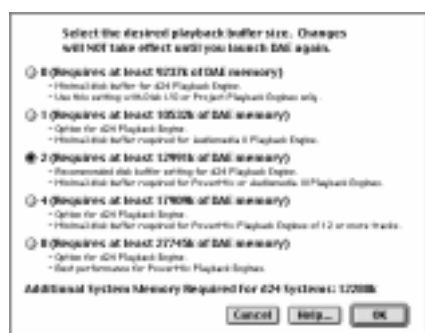 Select the desired playback buffer size. Changes
will NOT take effect until you launch DAE again.
0 (Requires at least 9237k of DAE memory)
• Minimal disk buffer for d24 Playback Engine.
• Use this setting with Disk I/O or Project Playback Engines only.
1 (Requires at least 10532k of DAE memory)
• Option for d24 Playback Engine.
• Minimal disk buffer required for Audiomedia II Playback Engine.
2 (Requires at least 12991k of DAE memory)
• Recommended disk buffer setting for d24 Playback Engine.
• Minimal disk buffer required for PowerMix or Audiomedia III Playback Engines.
4 (Requires at least 17909k of DAE memory)
• Option for d24 Playback Engine.
• Minimal disk buffer required for PowerMix Playback Engines of 12 or more tracks.
8 (Requires at least 27745k of DAE memory)
• Option for d24 Playback Engine.
• Best performance for PowerMix Playback Engines.
Additional System Memory Required for d24 Systems: 12288k
Cancel Help... OK